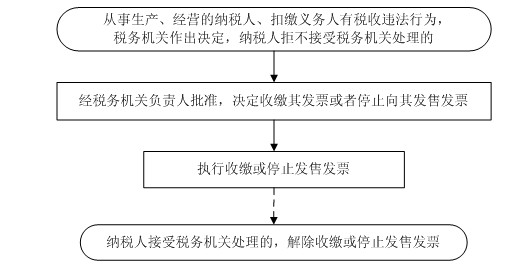 从事生产、经营的纳税人、扣缴义务人有税收违法行为，
税务机关作出决定，纳税人拒不接受税务机关处理的
经税务机关负责人批准，决定收缴其发票或者停止向其发售发票
执行收缴或停止发售发票
纳税人接受税务机关处理的，解除收缴或停止发售发票